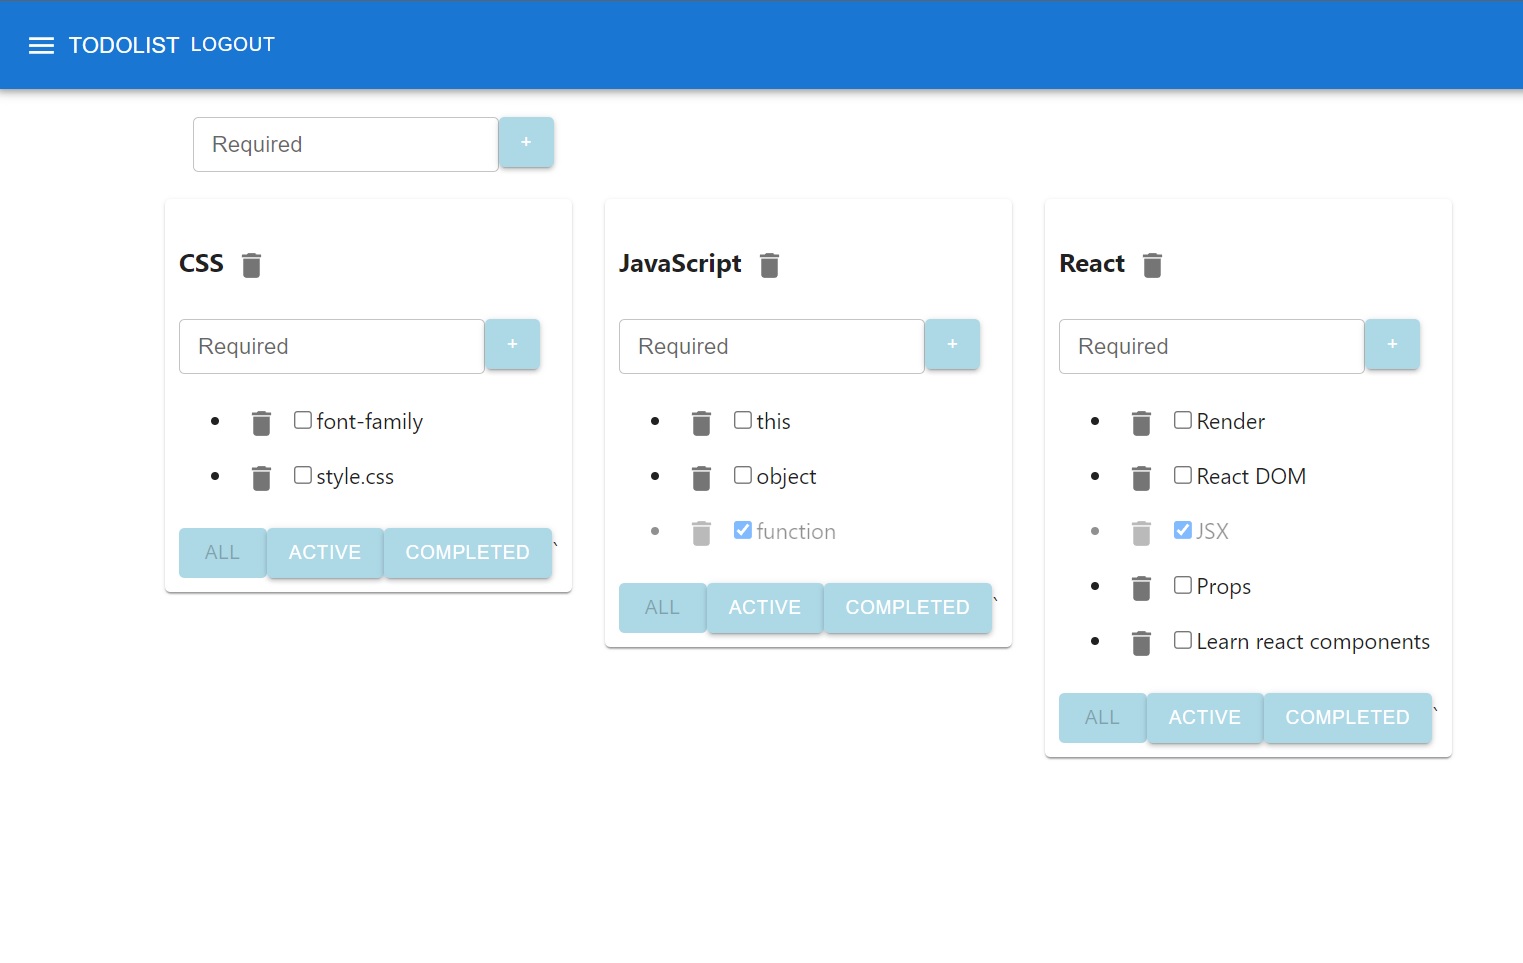 TODOLIST LOGOUT
Required +
CSS
Required +
font-family
style.css
ALL ACTIVE COMPLETED `
JavaScript
Required +
this
object
function
ALL ACTIVE COMPLETED `
React
Required +
Render
React DOM
JSX
Props
Learn react components
ALL ACTIVE COMPLETED `